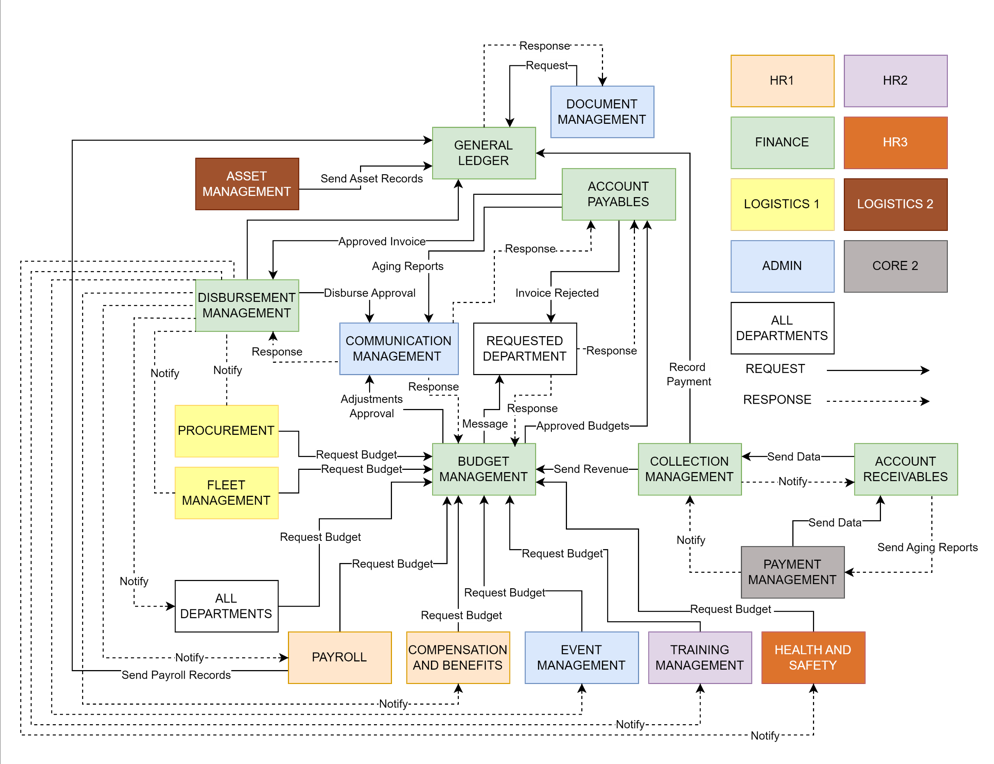 Response
Request
DOCUMENT
MANAGEMENT
HR1
HR2
GENERAL
LEDGER
FINANCE
HR3
ASSET
MANAGEMENT
Send Asset Records
ACCOUNT
PAYABLES
LOGISTICS 1
LOGISTICS 2
Approved Invoice
Response
Aging Reports
ADMIN
CORE 2
DISBURSEMENT
MANAGEMENT
Disburse Approval
Invoice Rejected
ALL
DEPARTMENTS
COMMUNICATION
MANAGEMENT
REQUESTED
DEPARTMENT
Response
Response
Notify
Notify
Record
Payment
REQUEST
RESPONSE
Response
Adjustments
Approval
Response
Message
Approved Budgets
PROCUREMENT
Request Budget
Request Budget
BUDGET
MANAGEMENT
Send Revenue
COLLECTION
MANAGEMENT
Send Data
Notify
ACCOUNT
RECEIVABLES
FLEET
MANAGEMENT
Send Data
Request Budget
Notify
Send Aging Reports
Request Budget
Request Budget
PAYMENT
MANAGEMENT
Notify
ALL
DEPARTMENTS
Request Budget
Request Budget
Request Budget
PAYROLL
COMPENSATION
AND BENEFITS
EVENT
MANAGEMENT
TRAINING
MANAGEMENT
HEALTH AND
SAFETY
Notify
Send Payroll Records
Notify
Notify
Notify